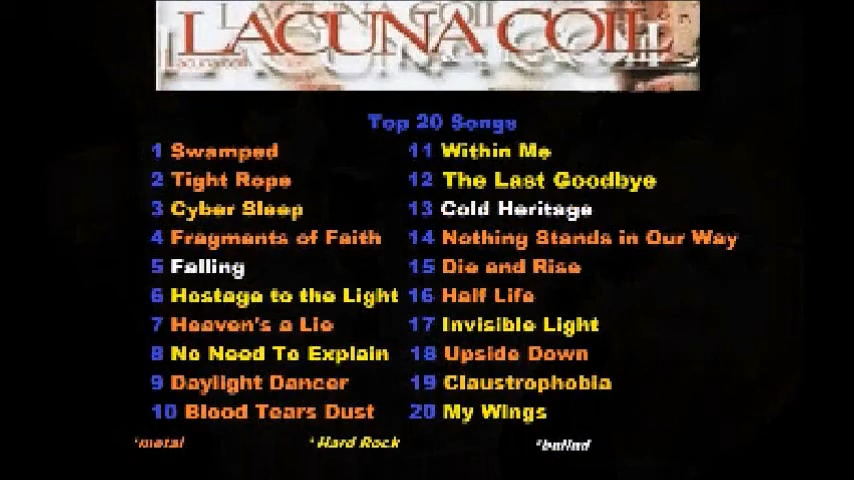 LACUNA COIL
Top 20 Songs
1 Swamped
2 Tight Rope
3 Cyber Sleep
4 Fragments of Faith
5 Falling
6 Hostage to the Light
7 Heaven's a Lie
8 No Need To Explain
9 Daylight Dancer
10 Blood Tears Dust
11 Within Me
12 The Last Goodbye
13 Cold Heritage
14 Nothing Stands in Our Way
15 Die and Rise
16 Half Life
17 Invisible Light
18 Upside Down
19 Claustrophobia
20 My Wings
*metal *Hard Rock *ballad